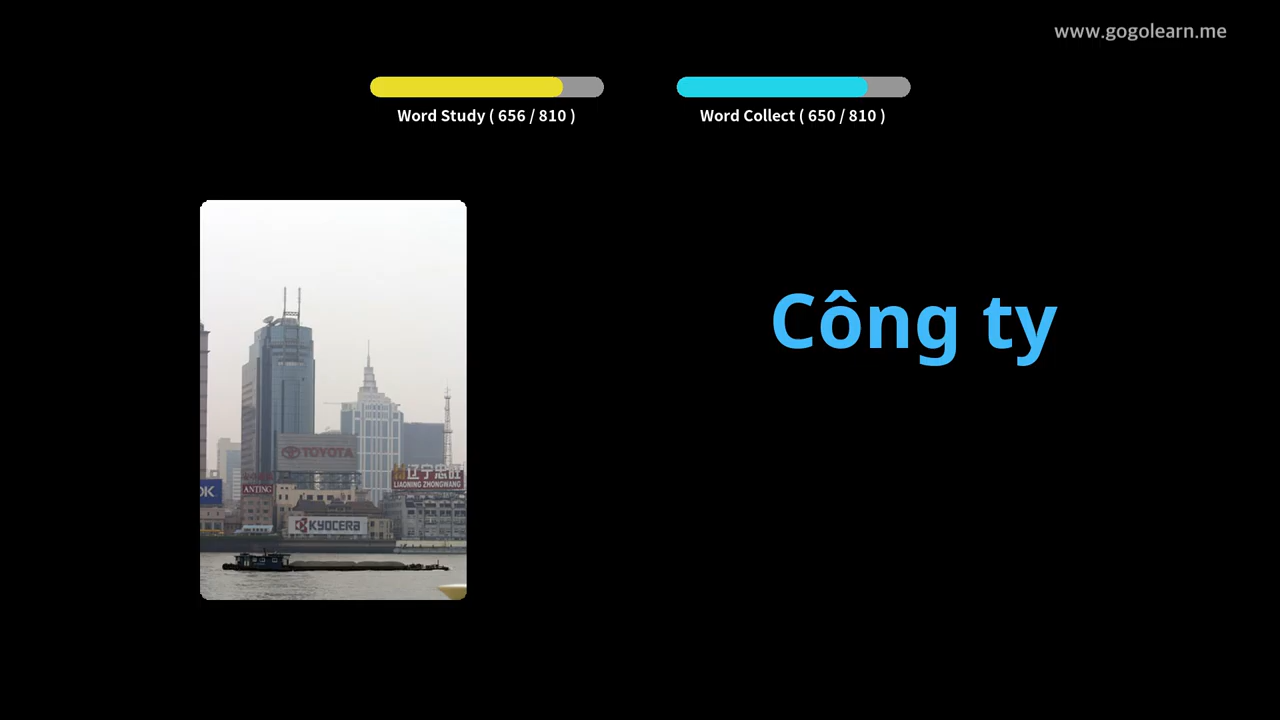 www.gogolearn.me
Word Study ( 656 / 810 )
Word Collect ( 650 / 810 )
Công ty
TOYOTA
辽宁忠旺
LIAONING ZHONGWANG
OK
ANTING
KYOCERA